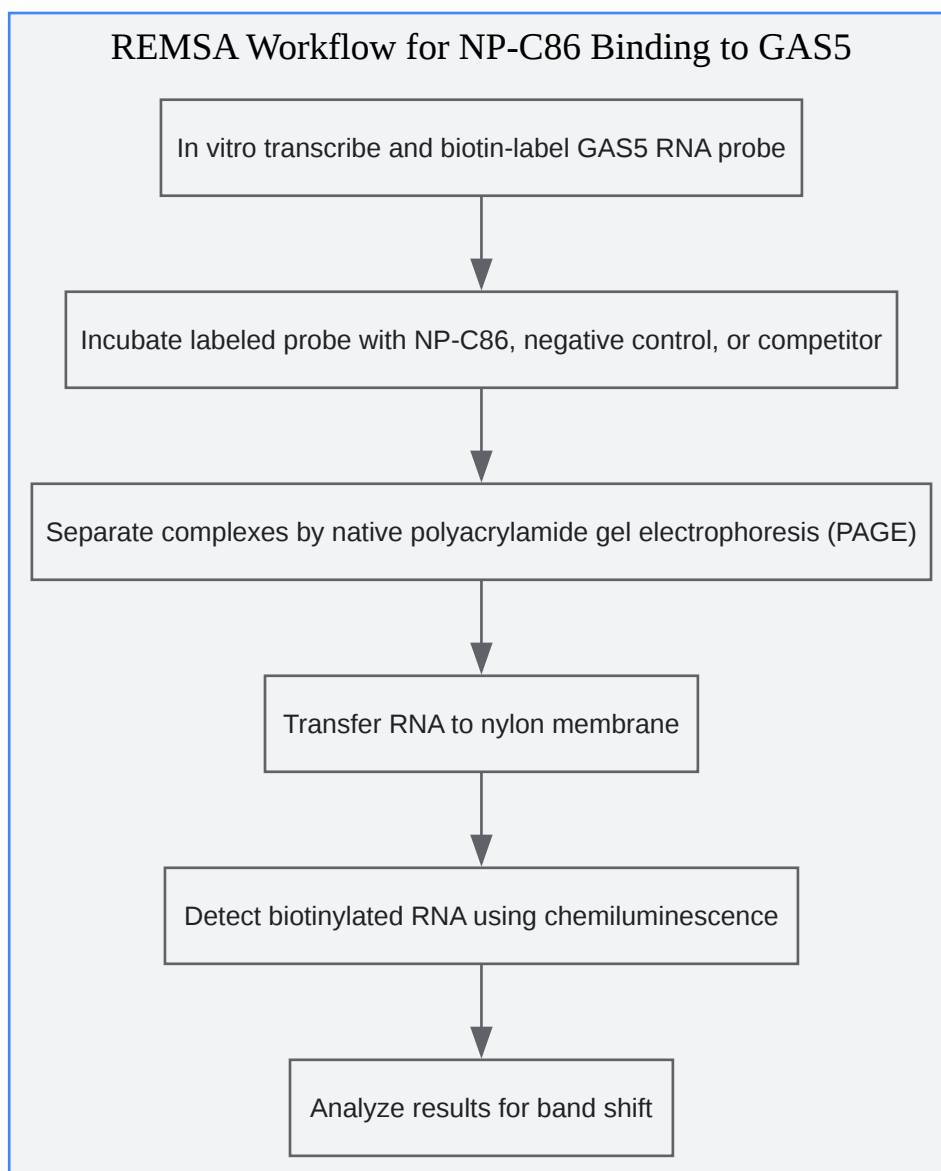 REMSA Workflow for NP-C86 Binding to GAS5
In vitro transcribe and biotin-label GAS5 RNA probe
Incubate labeled probe with NP-C86, negative control, or competitor
Separate complexes by native polyacrylamide gel electrophoresis (PAGE)
Transfer RNA to nylon membrane
Detect biotinylated RNA using chemiluminescence
Analyze results for band shift